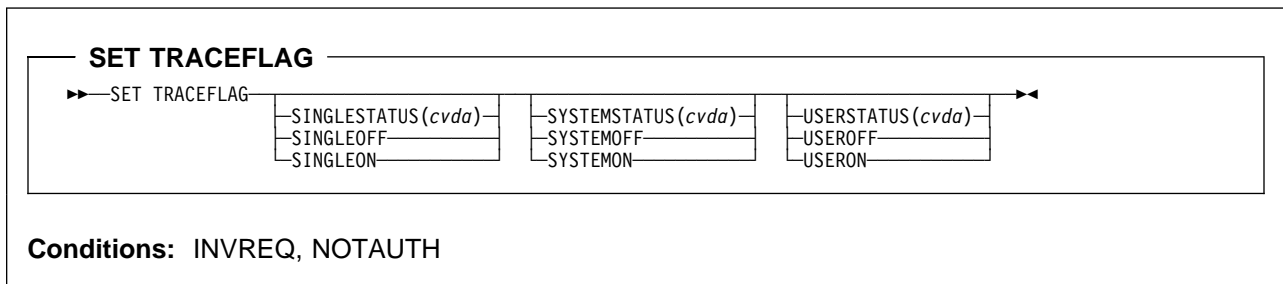 SET TRACEFLAG
►►──SET TRACEFLAG──
SINGLESTATUS(cvda)
SINGLEOFF
SINGLEON
SYSTEMSTATUS(cvda)
SYSTEMOFF
SYSTEMON
USERSTATUS(cvda)
USEROFF
USERON
──►◄
Conditions: INVREQ, NOTAUTH